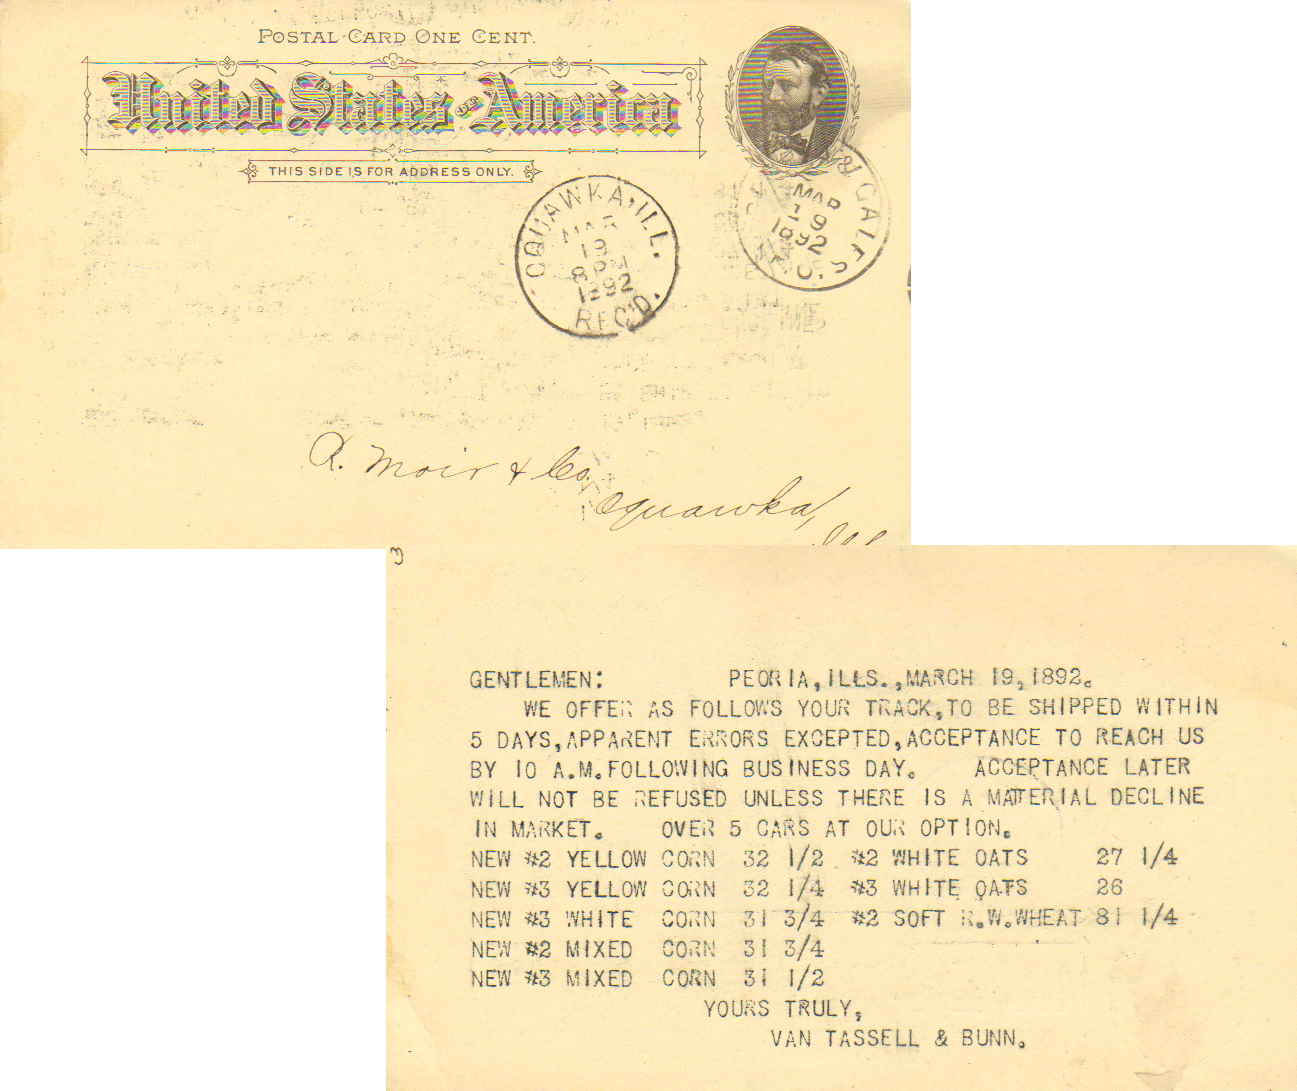 POSTAL CARD ONE CENT.
United States OF America
THIS SIDE IS FOR ADDRESS ONLY.
OQUAWKA, ILL.
MAR
19
8 PM
1892
REC'D.
& GALES
MAR
19
1892
A. Moir & Co.
Oquawka,
Ill
GENTLEMEN: PEORIA, ILLS., MARCH 19, 1892.
WE OFFER AS FOLLOWS YOUR TRACK, TO BE SHIPPED WITHIN
5 DAYS, APPARENT ERRORS EXCEPTED, ACCEPTANCE TO REACH US
BY 10 A.M. FOLLOWING BUSINESS DAY. ACCEPTANCE LATER
WILL NOT BE REFUSED UNLESS THERE IS A MATERIAL DECLINE
IN MARKET. OVER 5 CARS AT OUR OPTION.
NEW #2 YELLOW CORN 32 1/2 #2 WHITE OATS 27 1/4
NEW #3 YELLOW CORN 32 1/4 #3 WHITE OATS 26
NEW #3 WHITE CORN 31 3/4 #2 SOFT R.W. WHEAT 81 1/4
NEW #2 MIXED CORN 31 3/4
NEW #3 MIXED CORN 31 1/2
YOURS TRULY,
VAN TASSELL & BUNN.